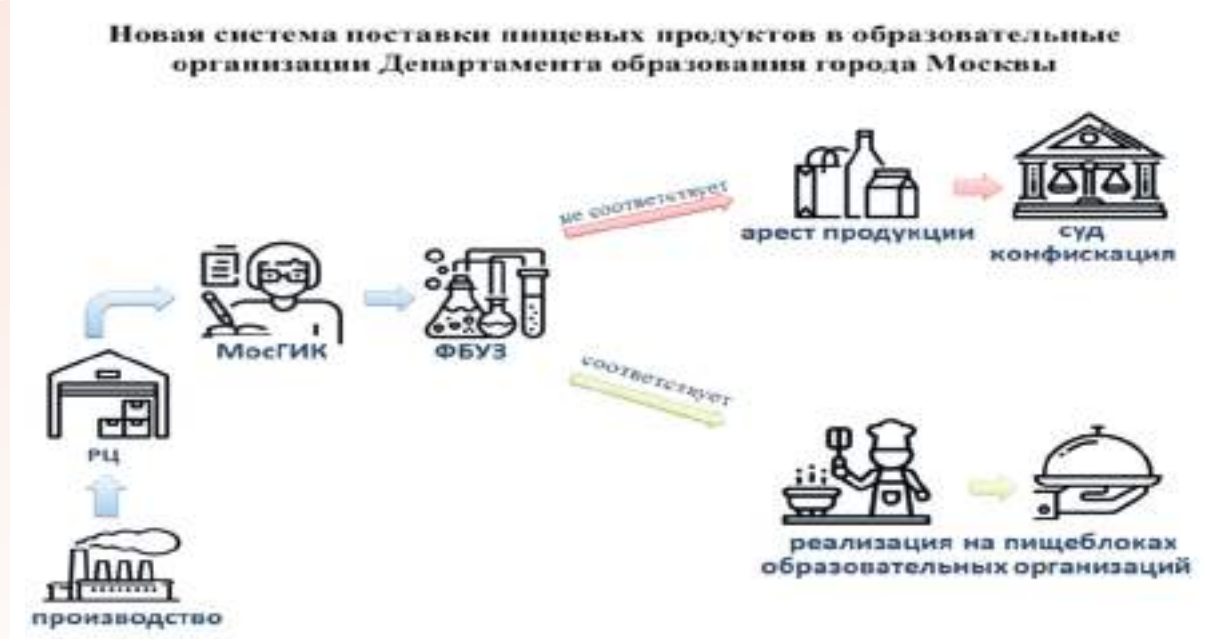 Новая система поставки пищевых продуктов в образовательные
организации Департамента образования города Москвы
не соответствует
арест продукции
суд
конфискация
МосГИК
ФБУЗ
соответствует
РЦ
реализация на пищеблоках
образовательных организаций
производство